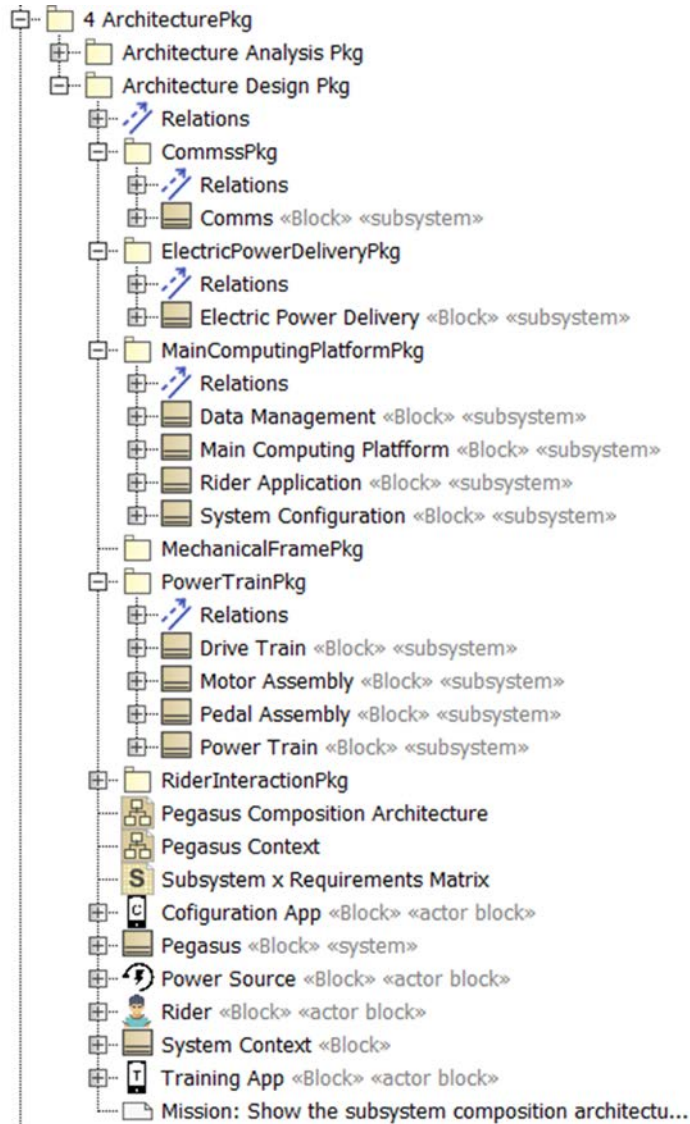 4 ArchitecturePkg
Architecture Analysis Pkg
Architecture Design Pkg
Relations
CommssPkg
Relations
Comms «Block» «subsystem»
ElectricPowerDeliveryPkg
Relations
Electric Power Delivery «Block» «subsystem»
MainComputingPlatformPkg
Relations
Data Management «Block» «subsystem»
Main Computing Platfform «Block» «subsystem»
Rider Application «Block» «subsystem»
System Configuration «Block» «subsystem»
MechanicalFramePkg
PowerTrainPkg
Relations
Drive Train «Block» «subsystem»
Motor Assembly «Block» «subsystem»
Pedal Assembly «Block» «subsystem»
Power Train «Block» «subsystem»
RiderInteractionPkg
Pegasus Composition Architecture
Pegasus Context
S Subsystem x Requirements Matrix
C Cofiguration App «Block» «actor block»
Pegasus «Block» «system»
Power Source «Block» «actor block»
Rider «Block» «actor block»
System Context «Block»
T Training App «Block» «actor block»
Mission: Show the subsystem composition architectu...